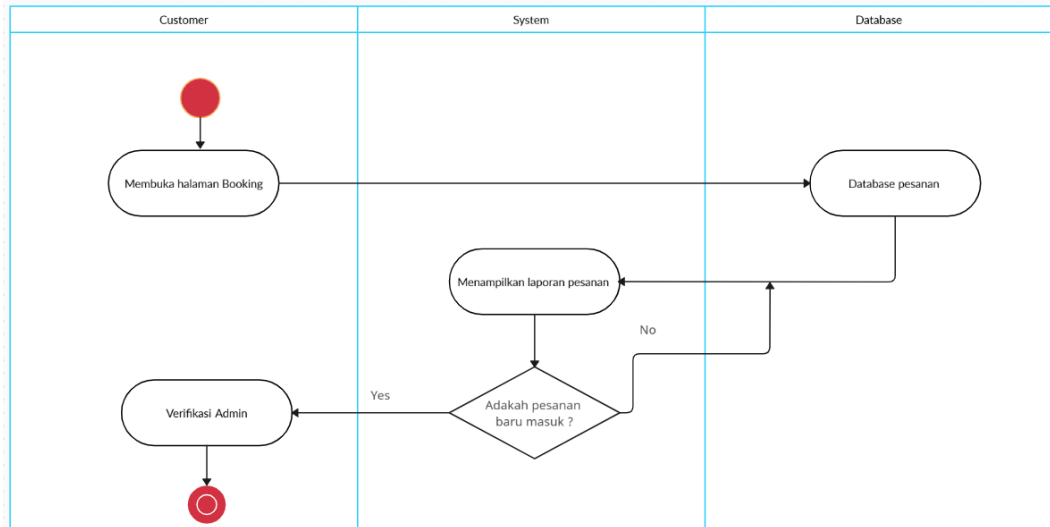 Customer
System
Database
Membuka halaman Booking
Database pesanan
Menampilkan laporan pesanan
No
Yes
Adakah pesanan
baru masuk ?
Verifikasi Admin